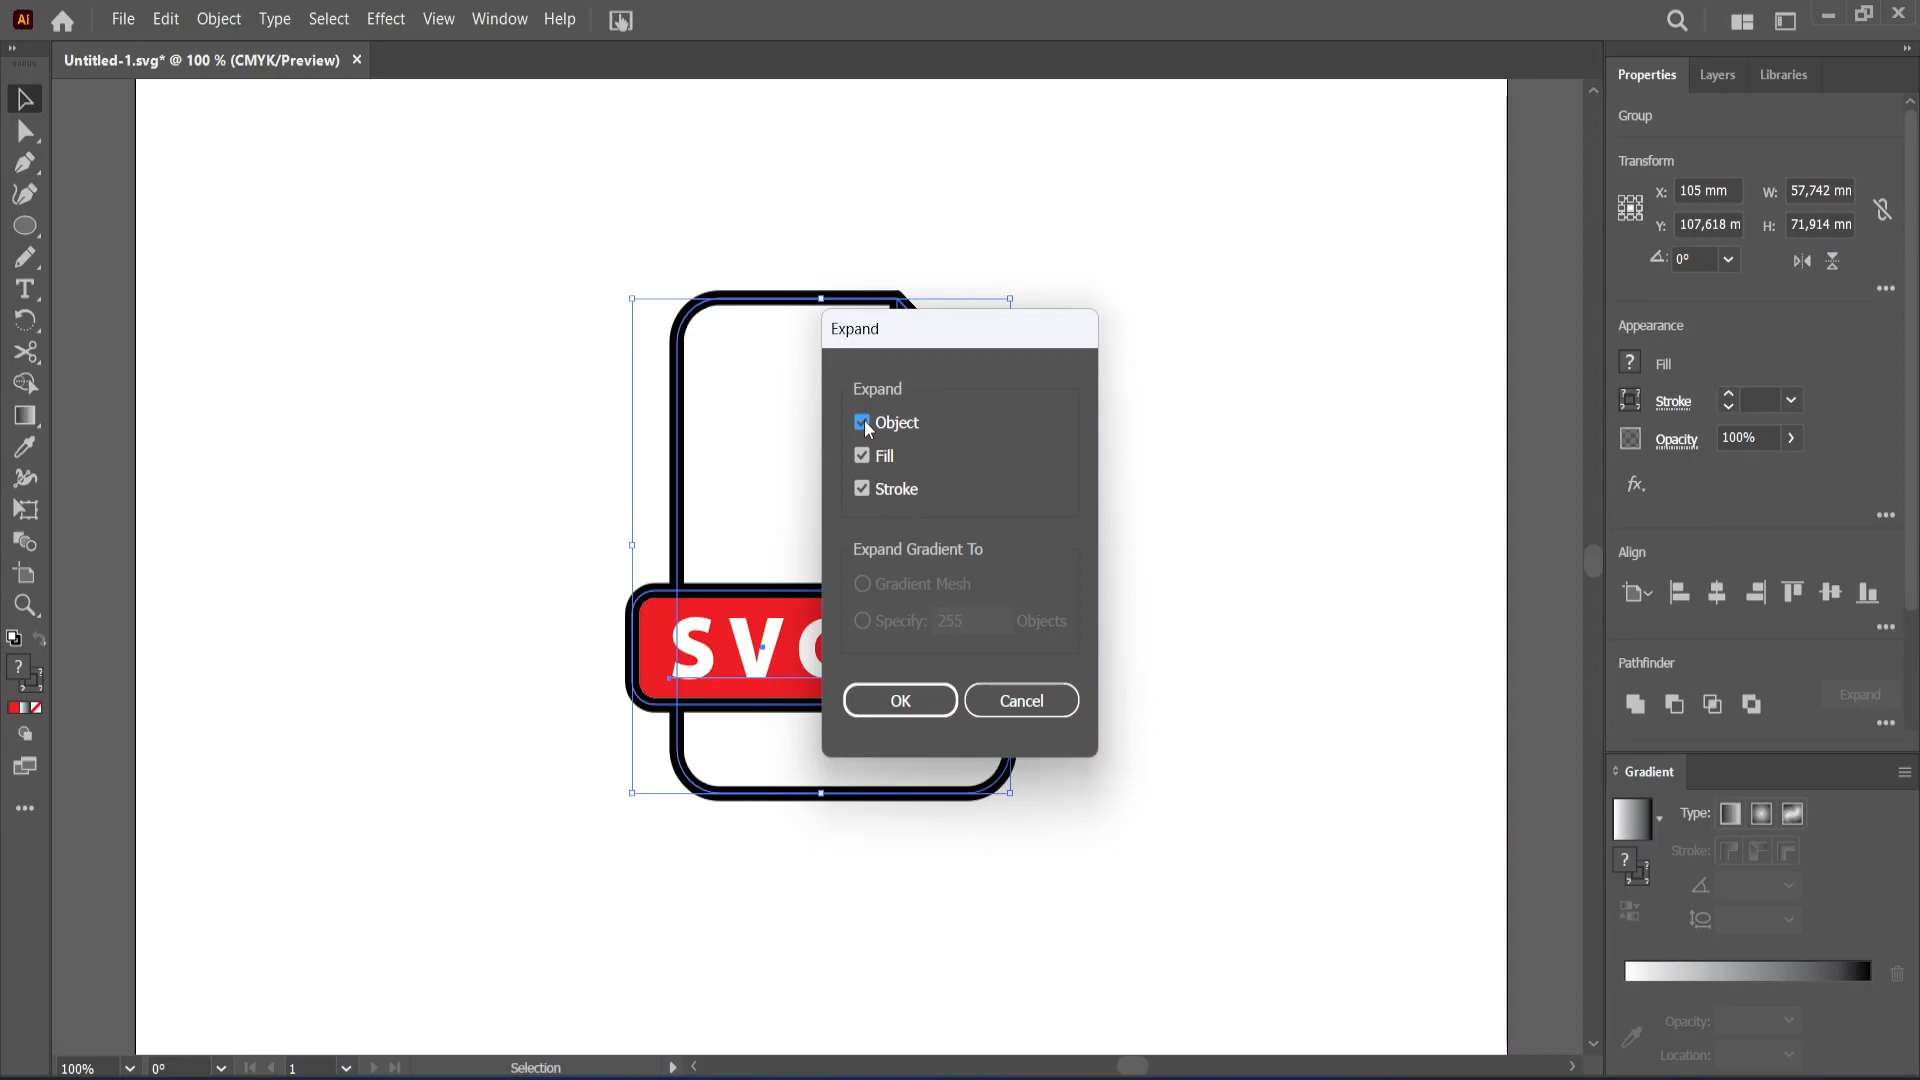 Ai File Edit Object Type Select Effect View Window Help
Untitled-1.svg* @ 100 % (CMYK/Preview)
Properties Layers Libraries
Group
Transform
X: 105 mm W: 57,742 mn
Y: 107,618 m H: 71,914 mn
0°
Appearance
? Fill
Stroke
Opacity 100%
fx.
Align
Pathfinder
Expand
Gradient
Type:
Stroke:
?
Opacity:
Location:
Expand
Expand
Object
Fill
Stroke
Expand Gradient To
Gradient Mesh
Specify: 255 Objects
OK Cancel
SV
T
?
100% 0° 1 Selection